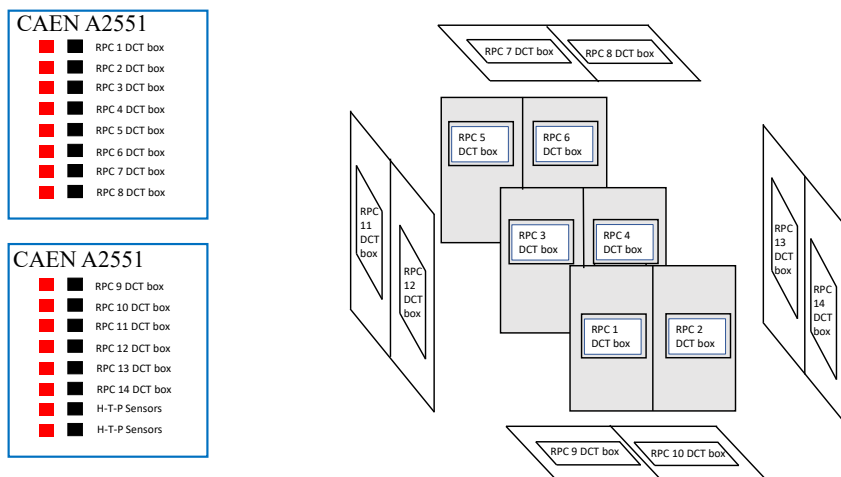 CAEN A2551
RPC 1 DCT box
RPC 2 DCT box
RPC 3 DCT box
RPC 4 DCT box
RPC 5 DCT box
RPC 6 DCT box
RPC 7 DCT box
RPC 8 DCT box
CAEN A2551
RPC 9 DCT box
RPC 10 DCT box
RPC 11 DCT box
RPC 12 DCT box
RPC 13 DCT box
RPC 14 DCT box
H-T-P Sensors
H-T-P Sensors
RPC 7 DCT box
RPC 8 DCT box
RPC 5
DCT box
RPC 6
DCT box
RPC
11
DCT
box
RPC
12
DCT
box
RPC 3
DCT box
RPC 4
DCT box
RPC 1
DCT box
RPC 2
DCT box
RPC
13
DCT
box
RPC
14
DCT
box
RPC 9 DCT box
RPC 10 DCT box